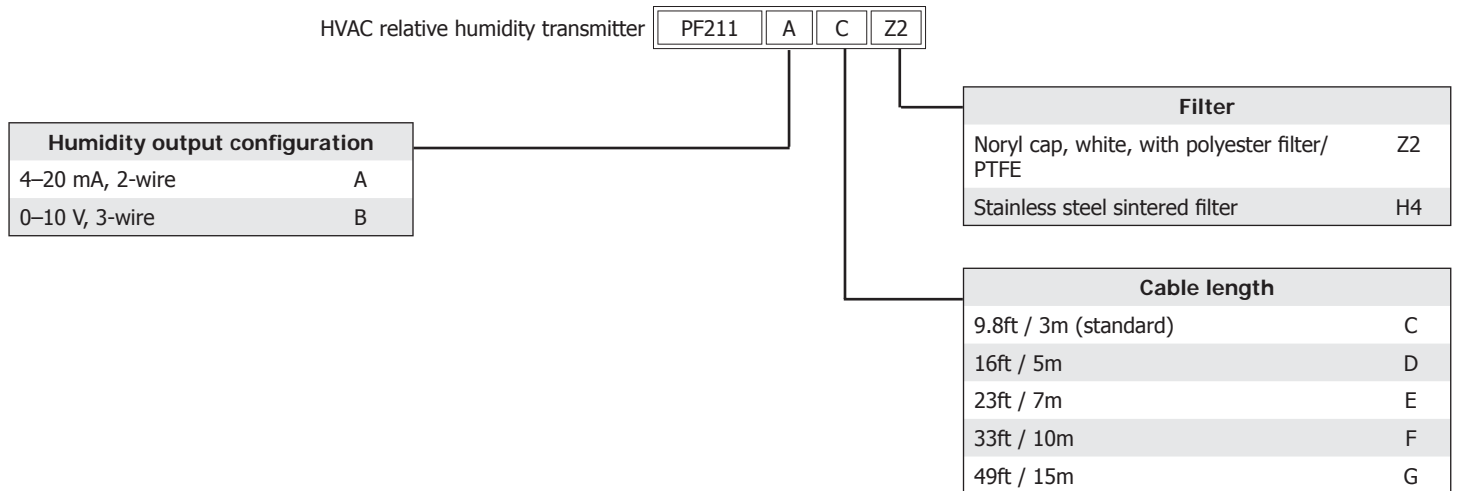 HVAC relative humidity transmitter PF211 A C Z2
Humidity output configuration
4–20 mA, 2-wire A
0–10 V, 3-wire B
Filter
Noryl cap, white, with polyester filter/ Z2
PTFE
Stainless steel sintered filter H4
Cable length
9.8ft / 3m (standard) C
16ft / 5m D
23ft / 7m E
33ft / 10m F
49ft / 15m G